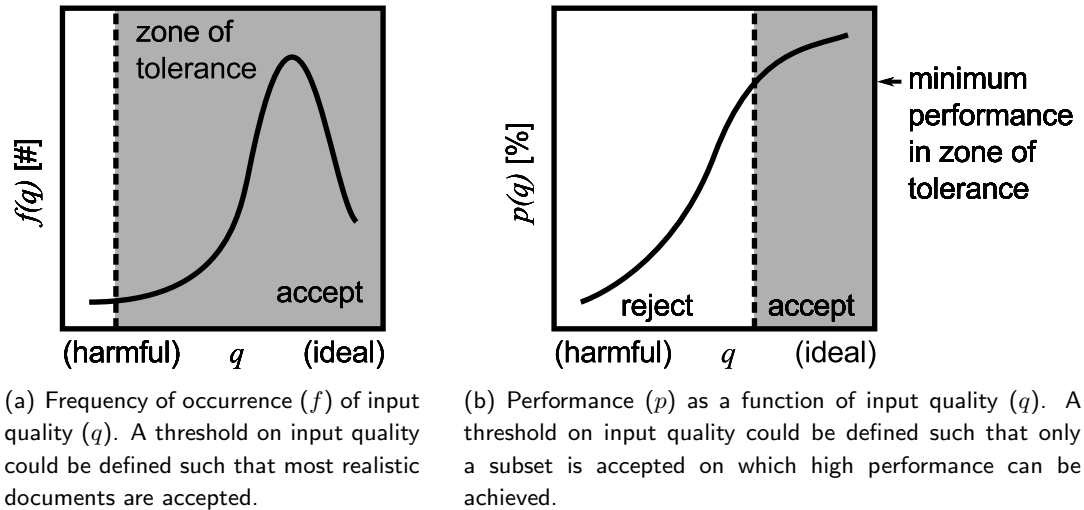 zone of
tolerance
f(q) [#]
accept
(harmful) q (ideal)
p(q) [%]
reject accept
(harmful) q (ideal)
minimum
performance
in zone of
tolerance
(a) Frequency of occurrence (f) of input
quality (q). A threshold on input quality
could be defined such that most realistic
documents are accepted.
(b) Performance (p) as a function of input quality (q). A
threshold on input quality could be defined such that only
a subset is accepted on which high performance can be
achieved.